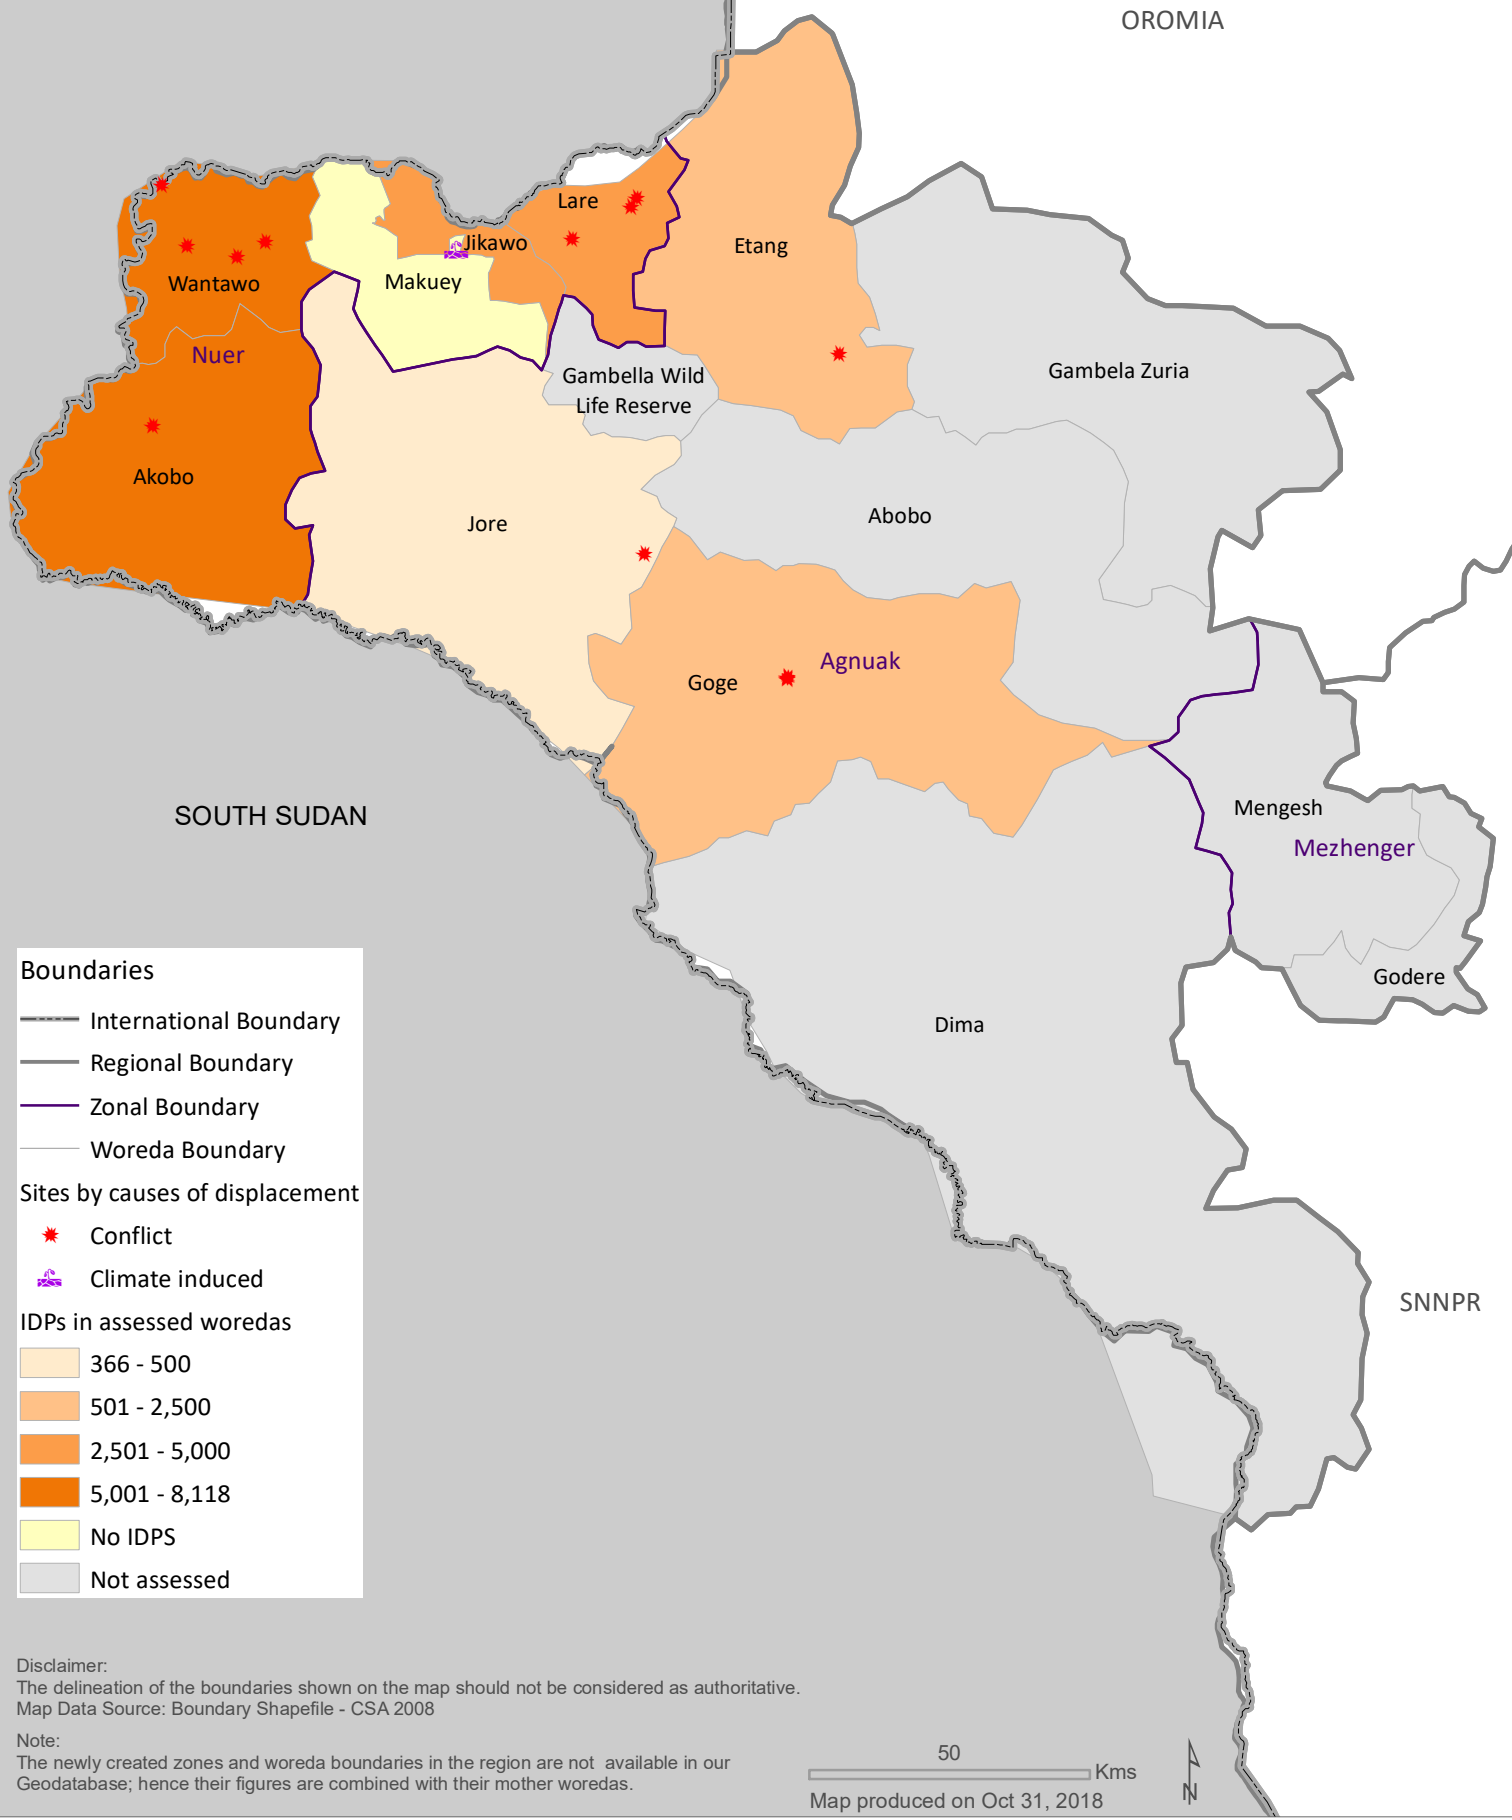 OROMIA
Lare
Etang
Jikawo
Makuey
Wantawo
Nuer
Gambella Wild
Life Reserve
Gambela Zuria
Akobo
Jore
Abobo
Goge
Agnuak
SOUTH SUDAN
Mengesh
Mezhenger
Godere
Dima
SNNPR
Boundaries
International Boundary
Regional Boundary
Zonal Boundary
Woreda Boundary
Sites by causes of displacement
Conflict
Climate induced
IDPs in assessed woredas
366 - 500
501 - 2,500
2,501 - 5,000
5,001 - 8,118
No IDPS
Not assessed
Disclaimer:
The delineation of the boundaries shown on the map should not be considered as authoritative.
Map Data Source: Boundary Shapefile - CSA 2008
Note:
The newly created zones and woreda boundaries in the region are not available in our
Geodatabase; hence their figures are combined with their mother woredas.
50
Kms
Map produced on Oct 31, 2018
N